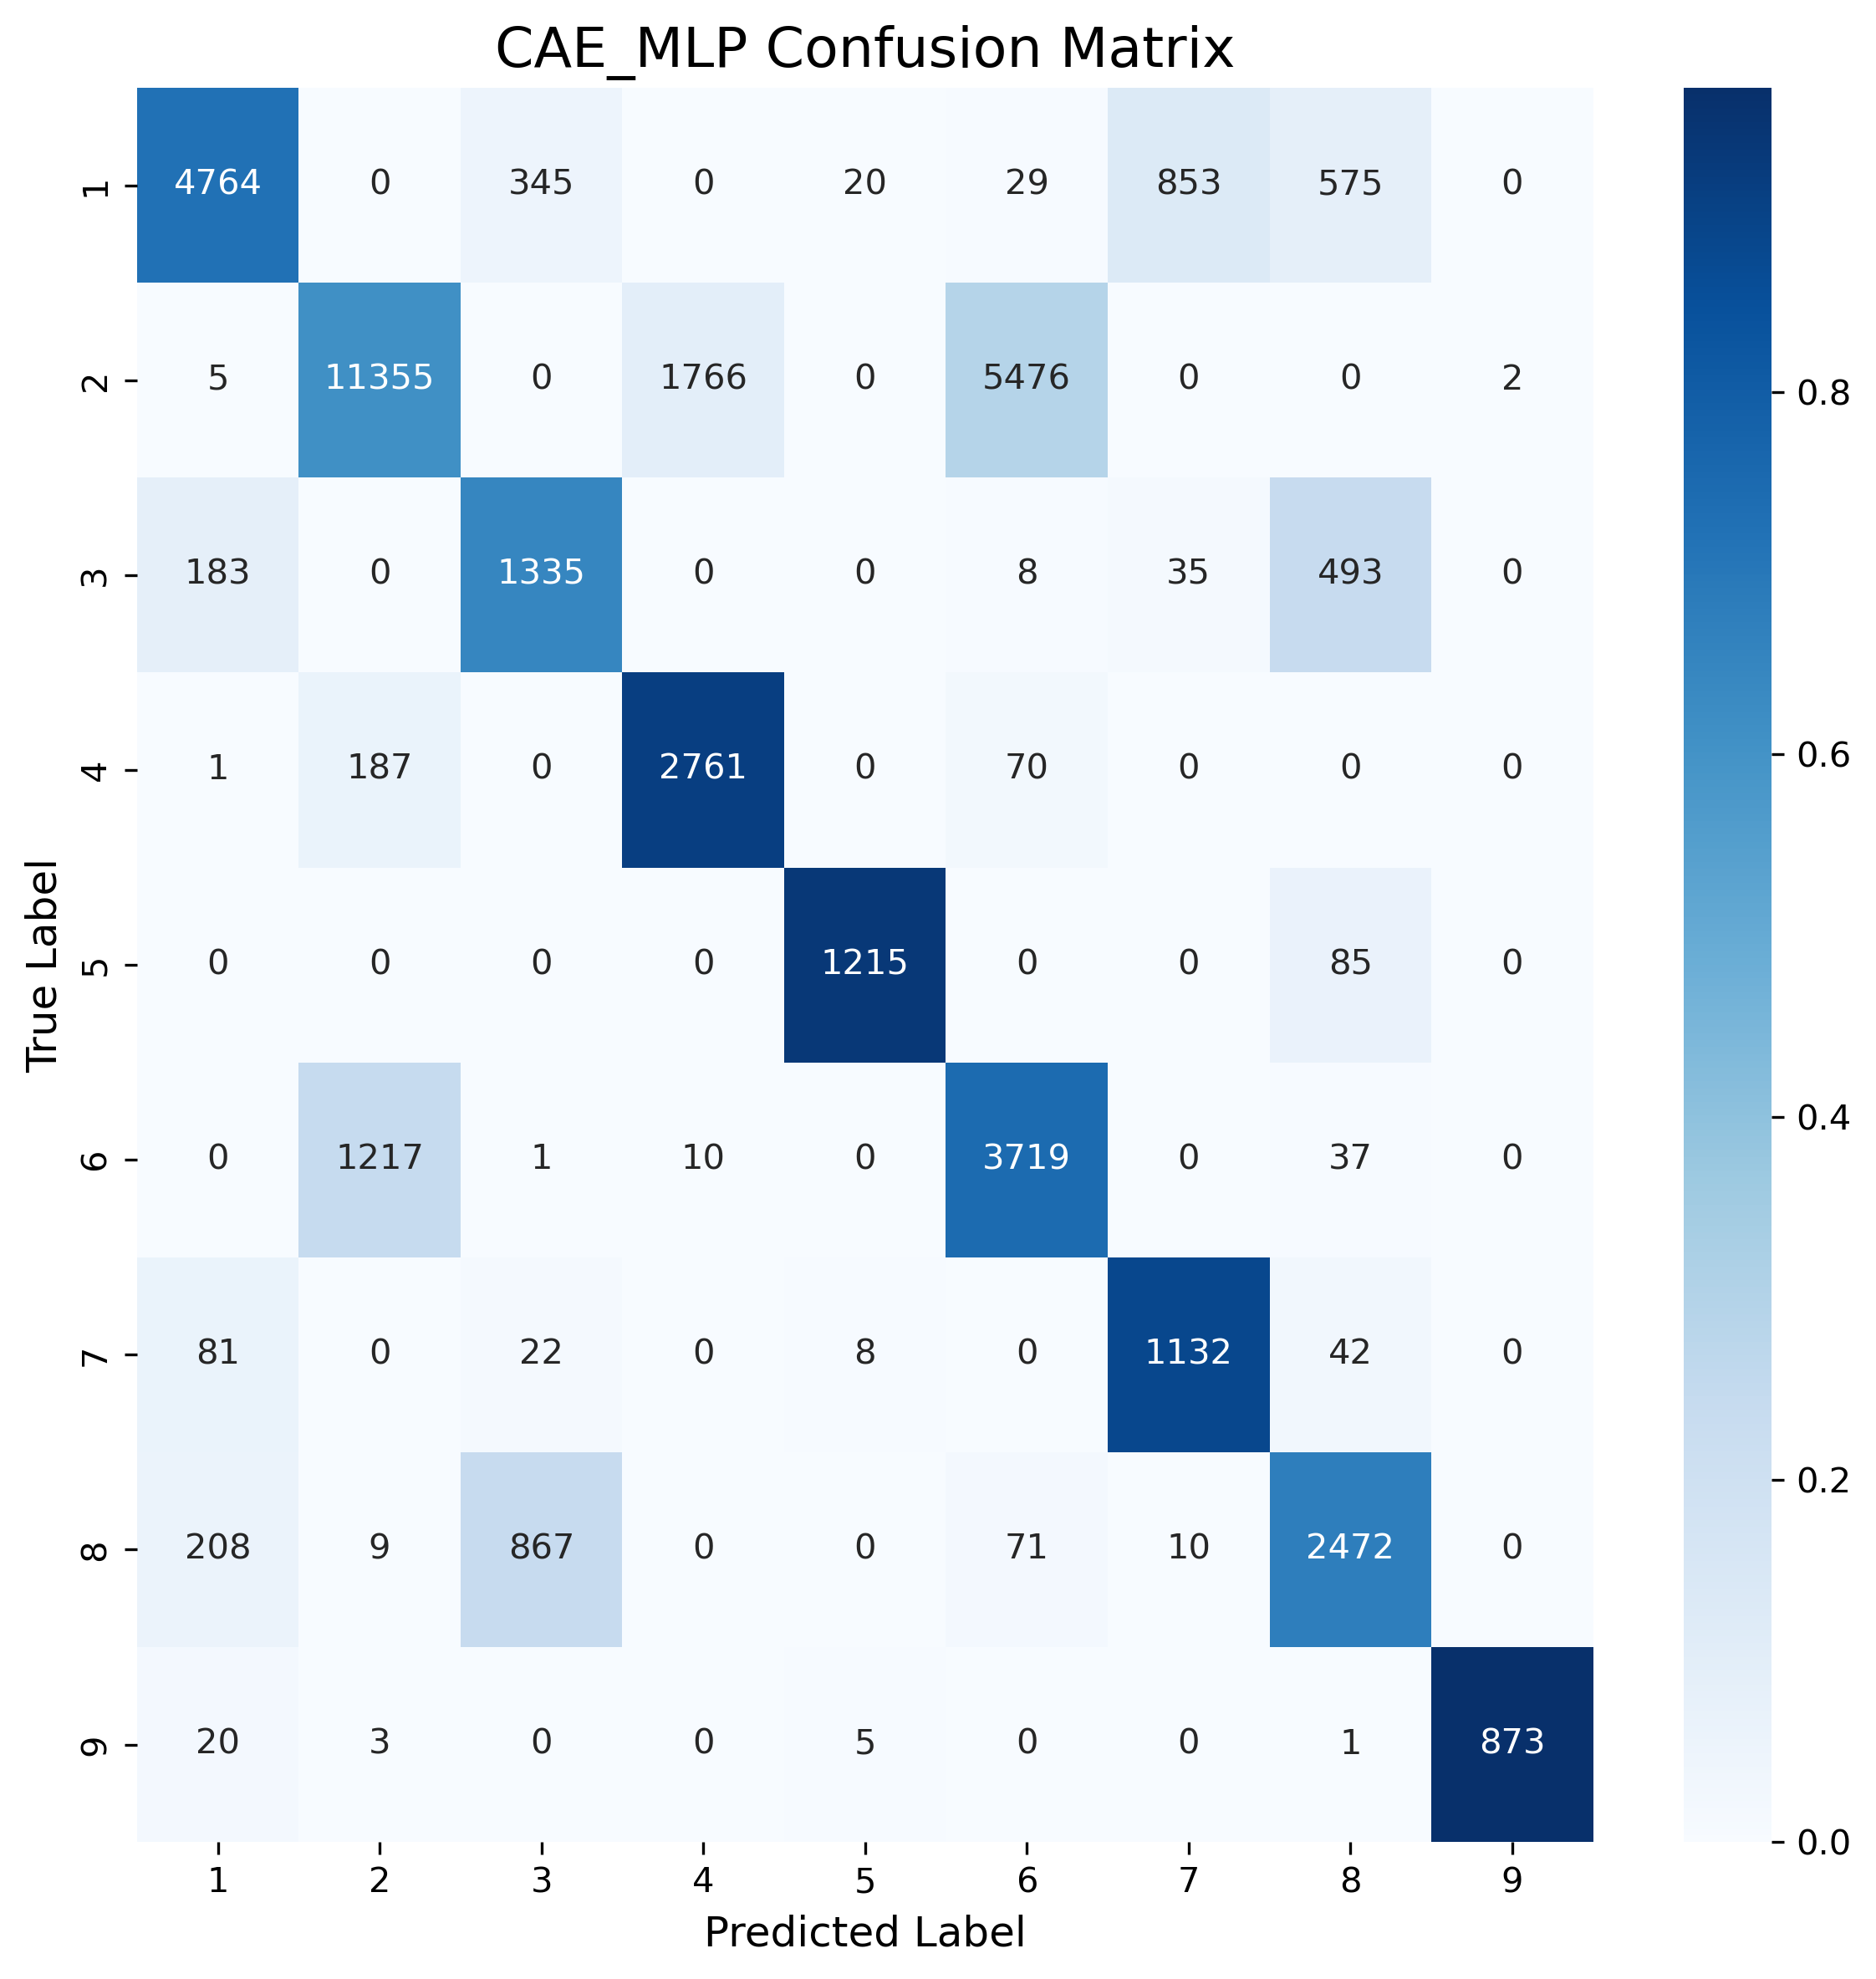 CAE_MLP Confusion Matrix
1 4764 0 345 0 20 29 853 575 0
2 5 11355 0 1766 0 5476 0 0 2
3 183 0 1335 0 0 8 35 493 0
4 1 187 0 2761 0 70 0 0 0
5 0 0 0 0 1215 0 0 85 0
6 0 1217 1 10 0 3719 0 37 0
7 81 0 22 0 8 0 1132 42 0
8 208 9 867 0 0 71 10 2472 0
9 20 3 0 0 5 0 0 1 873
1 2 3 4 5 6 7 8 9
Predicted Label
True Label
0.8
0.6
0.4
0.2
0.0